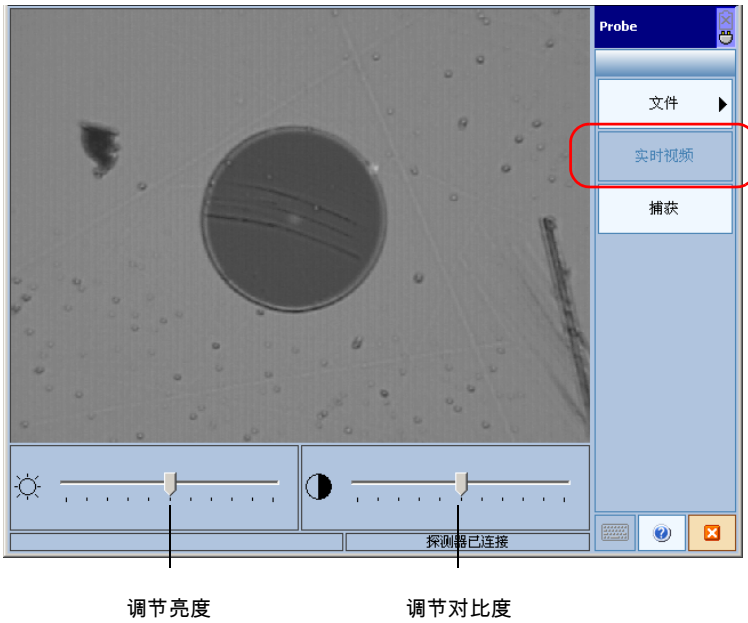 Probe
文件
实时视频
捕获
探测器已连接
调节亮度
调节对比度